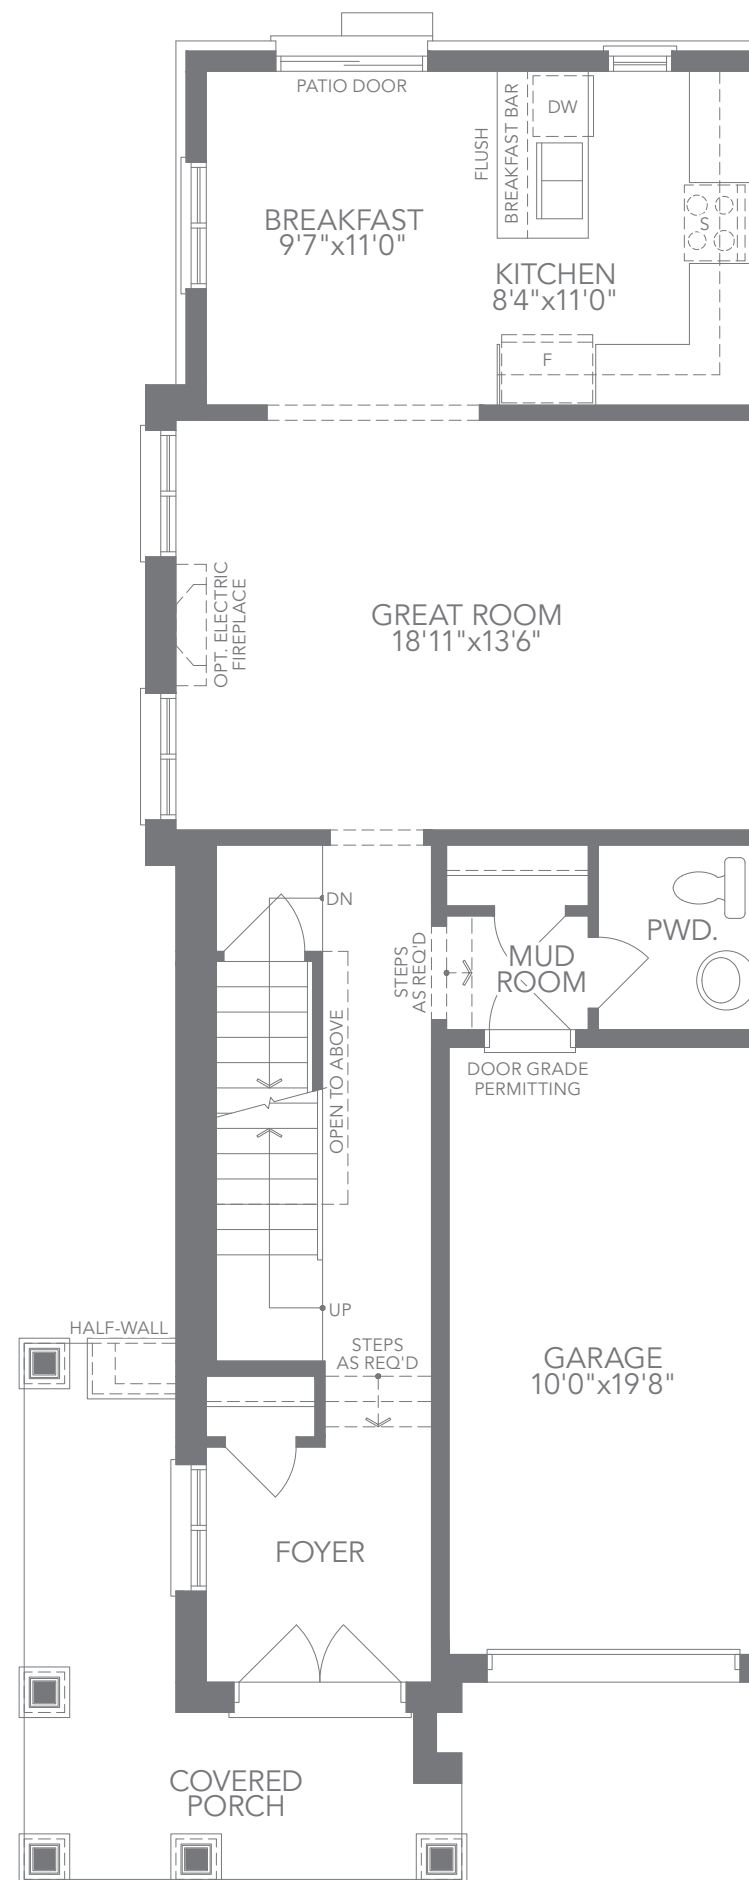 PATIO DOOR
FLUSH
BREAKFAST BAR
DW
BREAKFAST
9'7"x11'0"
S
KITCHEN
8'4"x11'0"
F
OPT. ELECTRIC
FIREPLACE
GREAT ROOM
18'11"x13'6"
DN
STEPS
AS REQ'D
MUD
ROOM
PWD.
OPEN TO ABOVE
DOOR GRADE
PERMITTING
UP
HALF-WALL
STEPS
AS REQ'D
GARAGE
10'0"x19'8"
FOYER
COVERED
PORCH